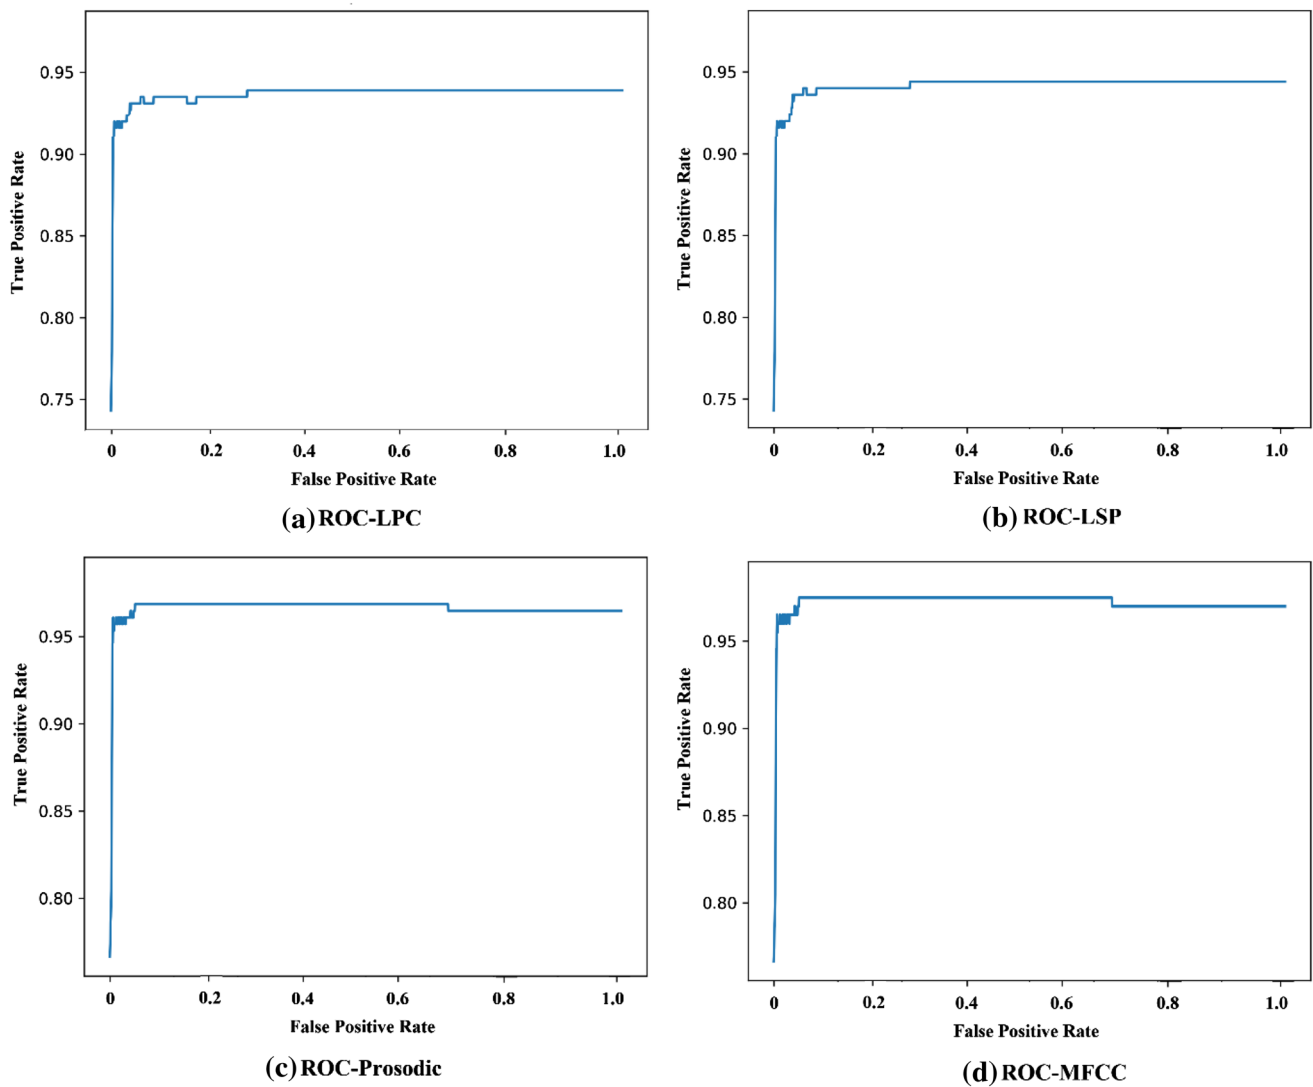 0.95
0.90
0.85
0.80
0.75
True Positive Rate
0 0.2 0.4 0.6 0.8 1.0
False Positive Rate
(a) ROC-LPC
0.95
0.90
0.85
0.80
0.75
True Positive Rate
0 0.2 0.4 0.6 0.8 1.0
False Positive Rate
(b) ROC-LSP
0.95
0.90
0.85
0.80
True Positive Rate
0 0.2 0.4 0.6 0.8 1.0
False Positive Rate
(c) ROC-Prosodic
0.95
0.90
0.85
0.80
True Positive Rate
0 0.2 0.4 0.6 0.8 1.0
False Positive Rate
(d) ROC-MFCC